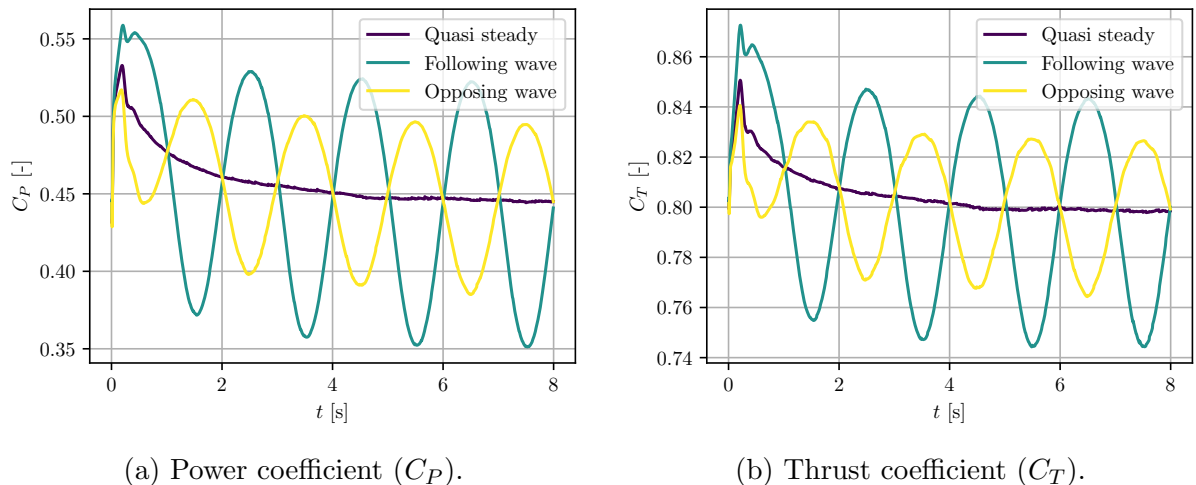 Quasi steady
Following wave
Opposing wave
0.55
0.50
0.45
0.40
0.35
C_P [-]
0 2 4 6 8
t [s]
(a) Power coefficient (C_P).
Quasi steady
Following wave
Opposing wave
0.86
0.84
0.82
0.80
0.78
0.76
0.74
C_T [-]
0 2 4 6 8
t [s]
(b) Thrust coefficient (C_T).